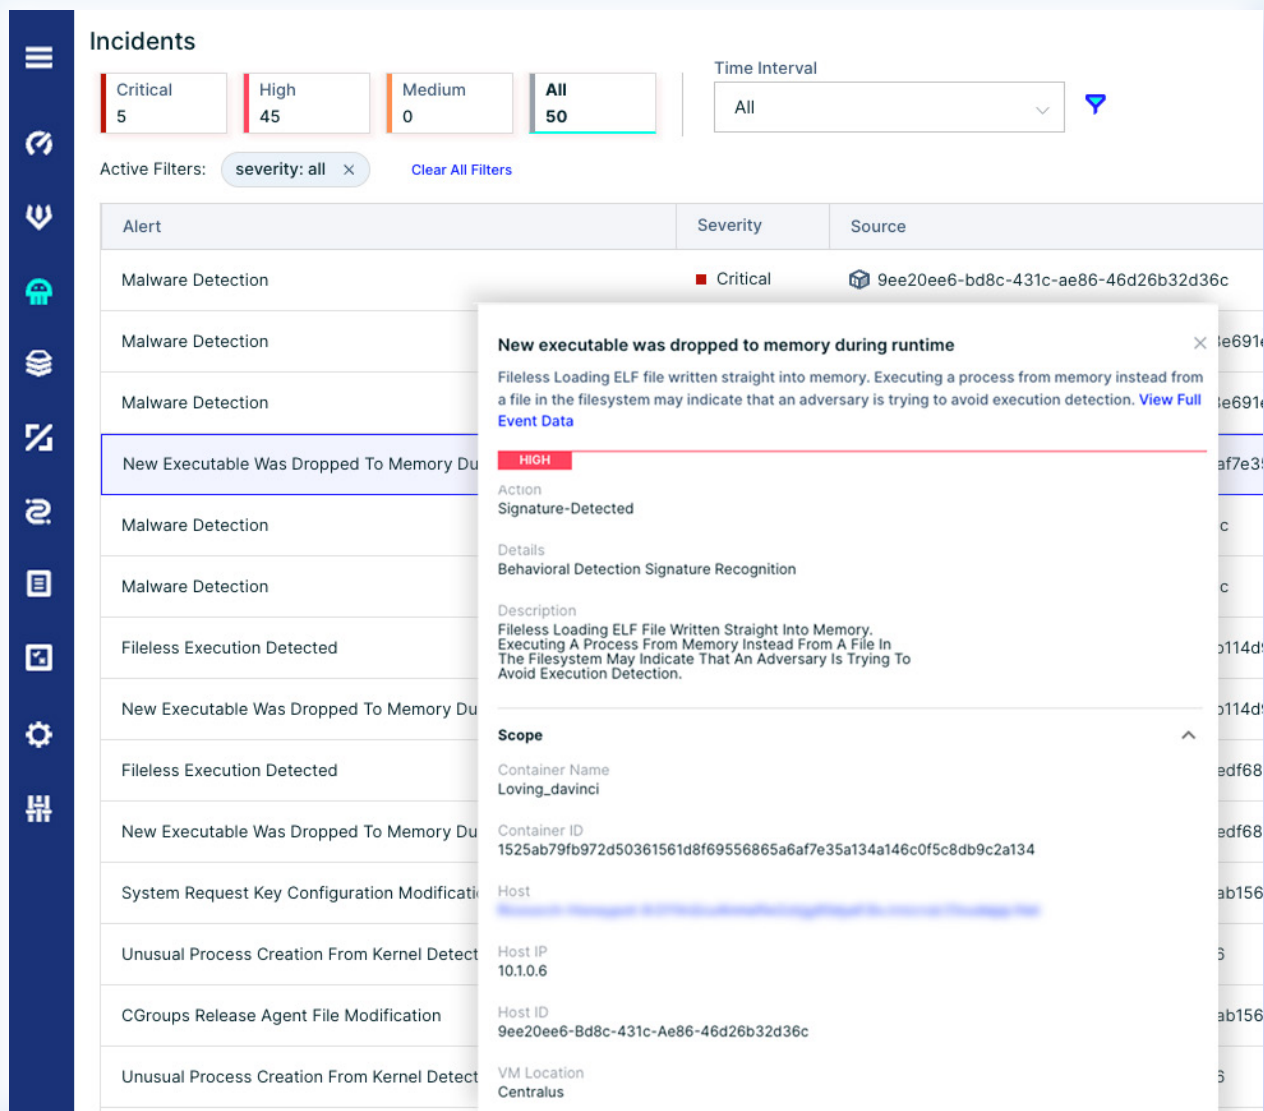 Incidents
Critical
5
High
45
Medium
0
All
50
Time Interval
All
Active Filters: severity: all × Clear All Filters
Alert Severity Source
Malware Detection Critical 9ee20ee6-bd8c-431c-ae86-46d26b32d36c
Malware Detection
Malware Detection
New Executable Was Dropped To Memory Du
Malware Detection
Malware Detection
Fileless Execution Detected
New Executable Was Dropped To Memory Du
Fileless Execution Detected
New Executable Was Dropped To Memory Du
System Request Key Configuration Modificati
Unusual Process Creation From Kernel Detect
CGroups Release Agent File Modification
Unusual Process Creation From Kernel Detect
New executable was dropped to memory during runtime
Fileless Loading ELF file written straight into memory. Executing a process from memory instead from
a file in the filesystem may indicate that an adversary is trying to avoid execution detection. View Full
Event Data
HIGH
Action
Signature-Detected
Details
Behavioral Detection Signature Recognition
Description
Fileless Loading ELF File Written Straight Into Memory.
Executing A Process From Memory Instead From A File In
The Filesystem May Indicate That An Adversary Is Trying To
Avoid Execution Detection.
Scope
Container Name
Loving_davinci
Container ID
1525ab79fb972d50361561d8f69556865a6af7e35a134a146c0f5c8db9c2a134
Host
Host IP
10.1.0.6
Host ID
9ee20ee6-Bd8c-431c-Ae86-46d26b32d36c
VM Location
Centralus
e691
e691
af7e3
c
c
b114d
b114d
edf68
edf68
ab156
ab156